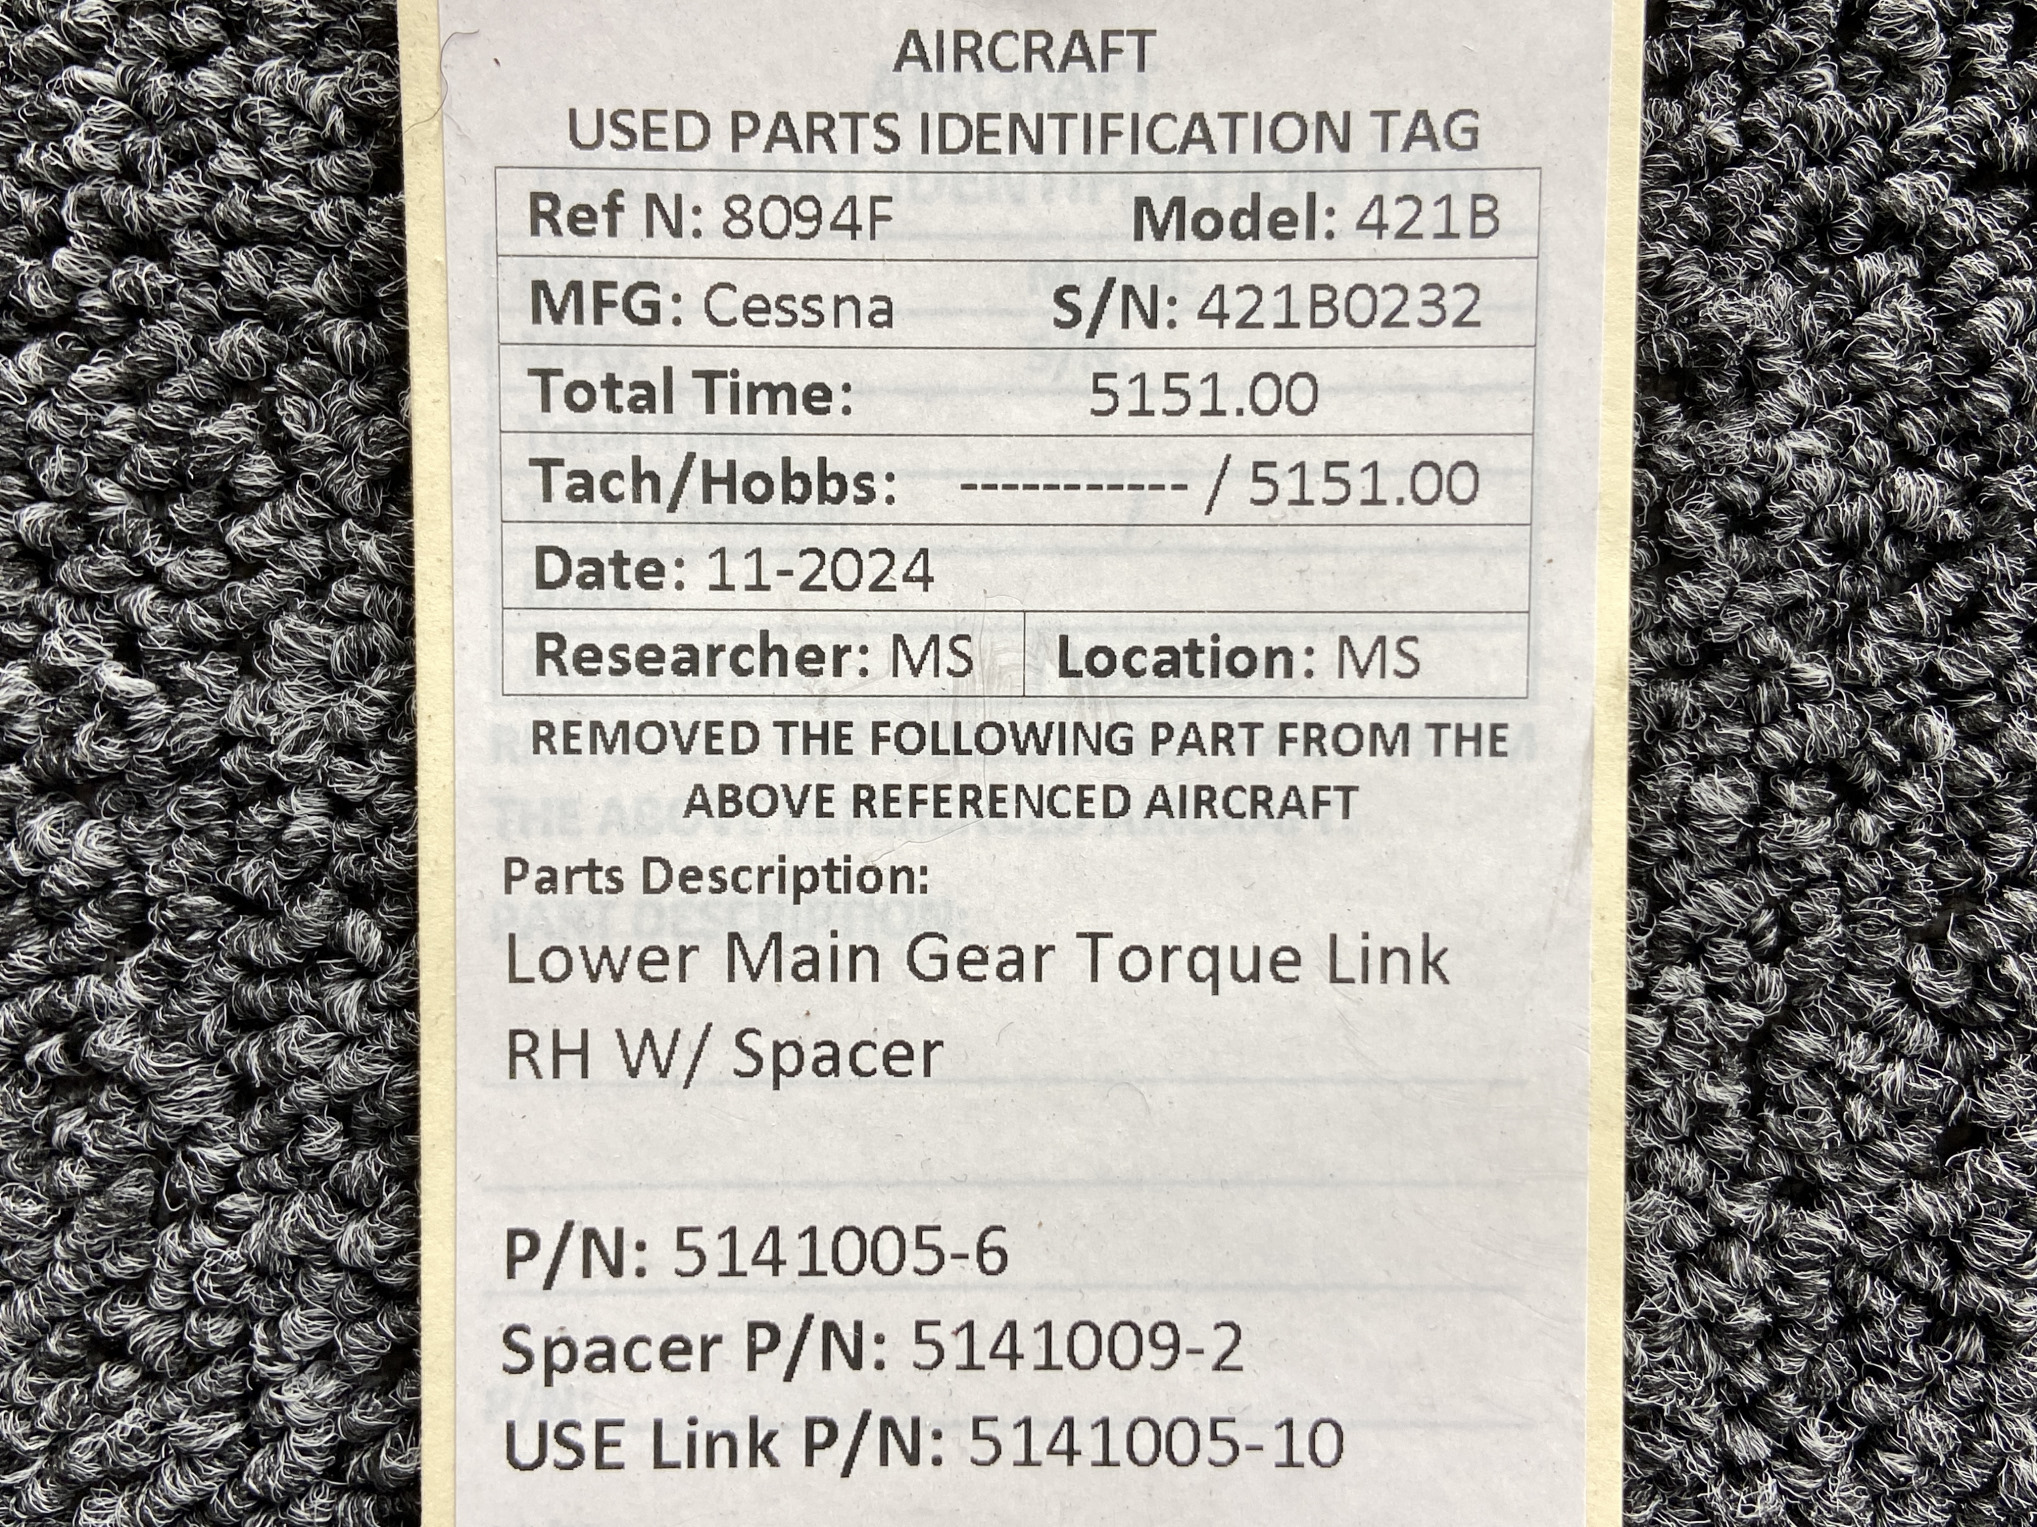 AIRCRAFT
USED PARTS IDENTIFICATION TAG
Ref N: 8094F Model: 421B
MFG: Cessna S/N: 421B0232
Total Time: 5151.00
Tach/Hobbs: ----------- / 5151.00
Date: 11-2024
Researcher: MS Location: MS
REMOVED THE FOLLOWING PART FROM THE
ABOVE REFERENCED AIRCRAFT
Parts Description:
Lower Main Gear Torque Link
RH W/ Spacer
P/N: 5141005-6
Spacer P/N: 5141009-2
USE Link P/N: 5141005-10